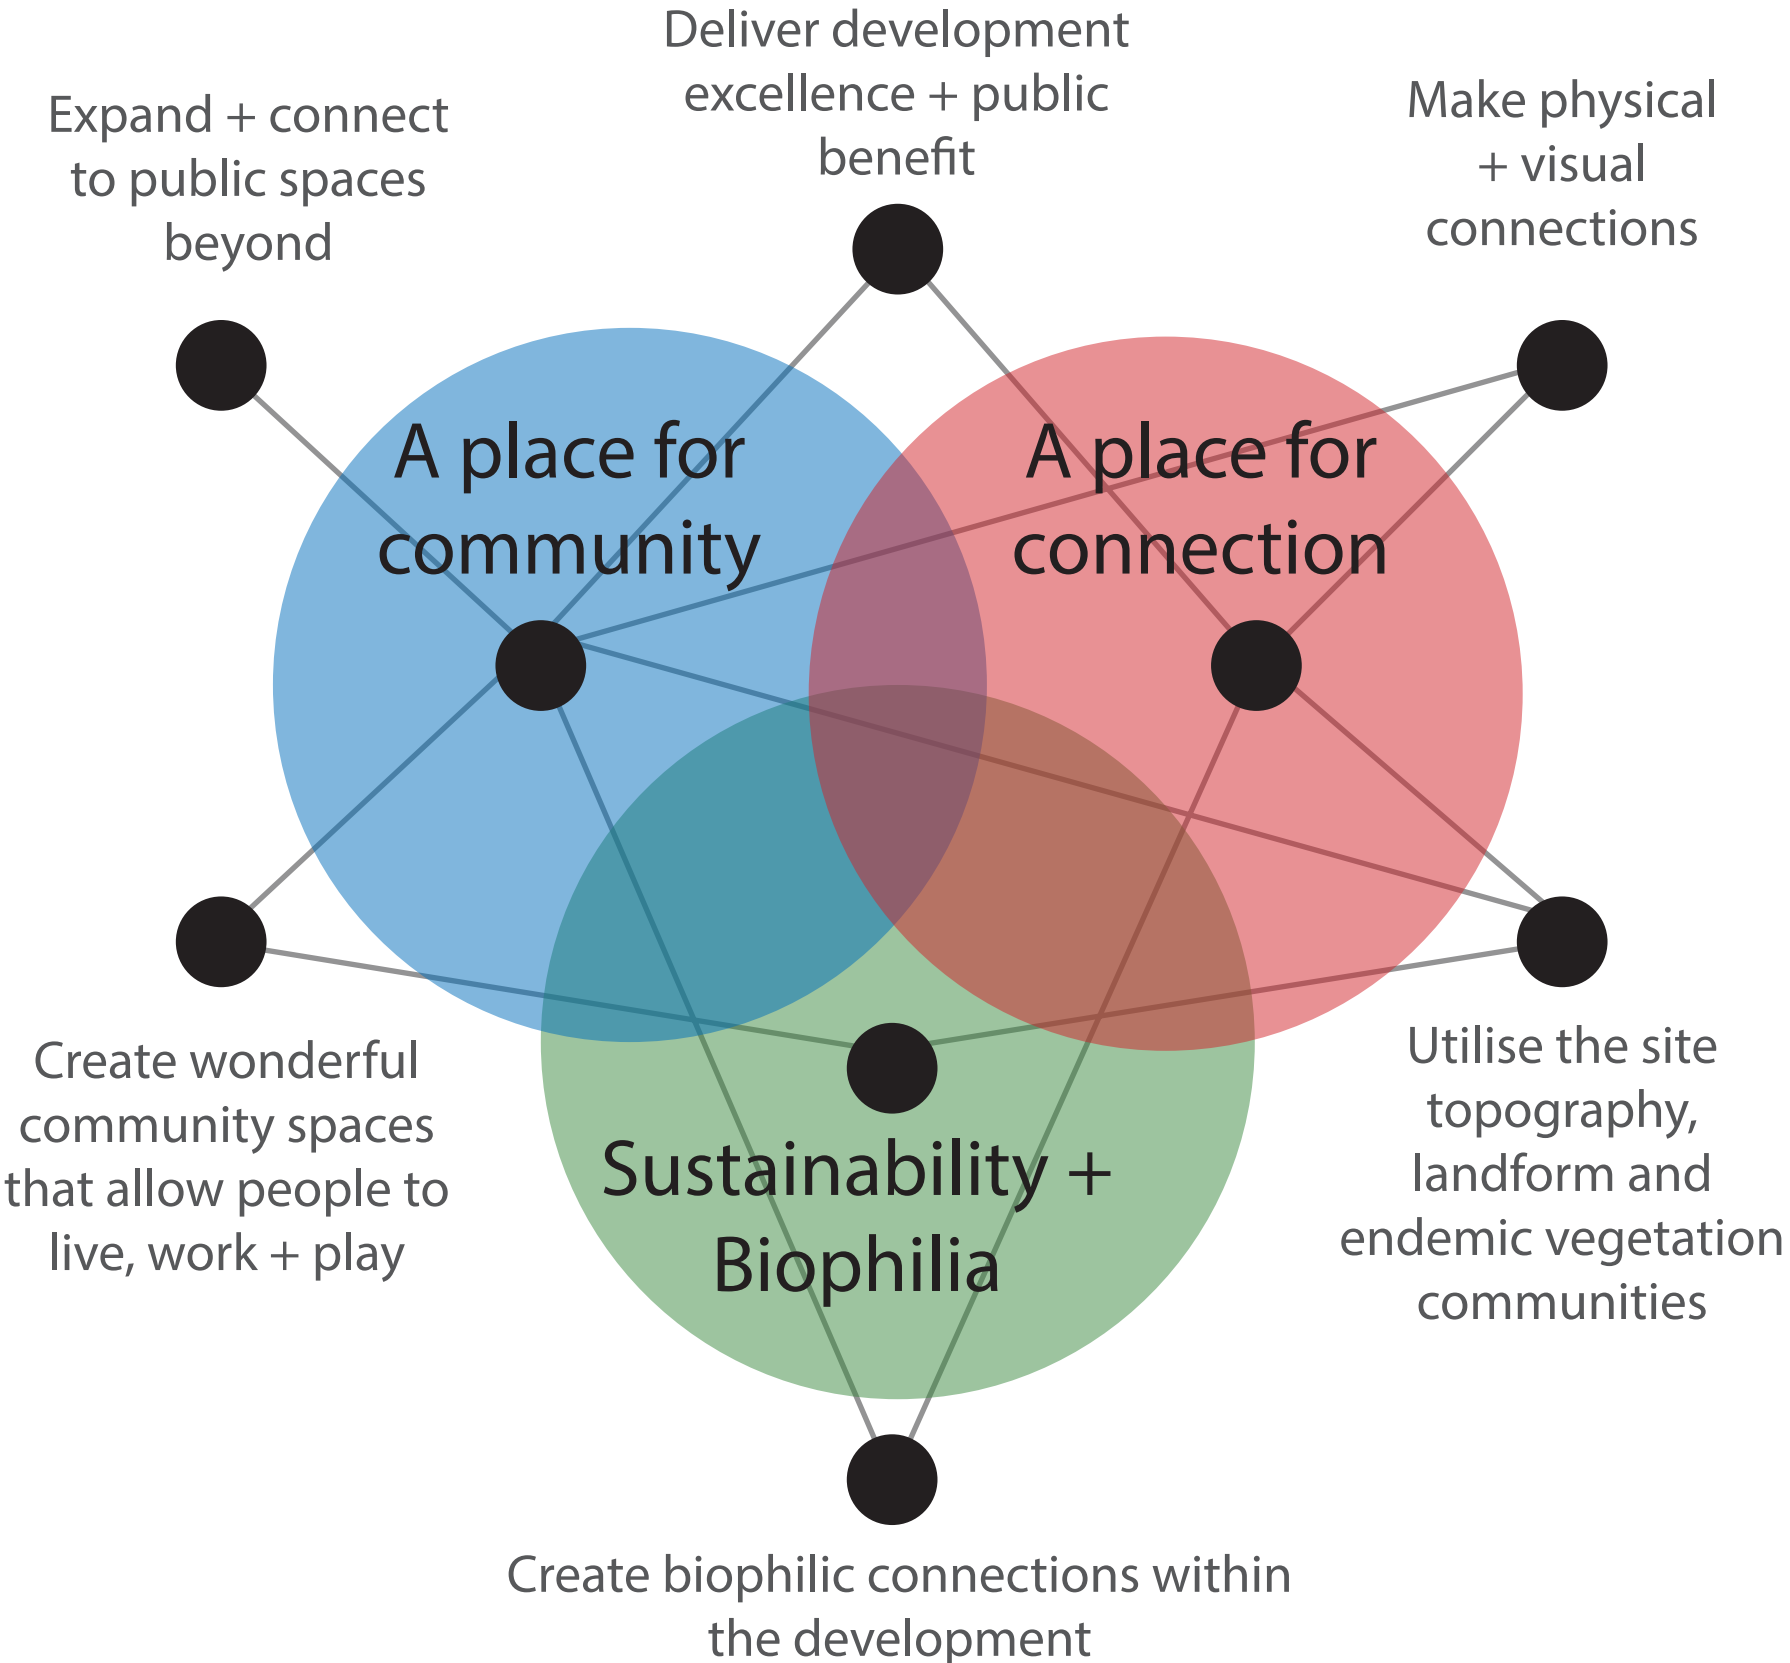 Deliver development
excellence + public
benefit
Expand + connect
to public spaces
beyond
Make physical
+ visual
connections
A place for
community
A place for
connection
Sustainability +
Biophilia
Create wonderful
community spaces
that allow people to
live, work + play
Utilise the site
topography,
landform and
endemic vegetation
communities
Create biophilic connections within
the development